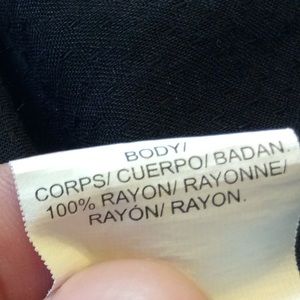 BODY/
CORPS/ CUERPO/ BADAN.
100% RAYON/ RAYONNE/
RAYÓN/ RAYON.